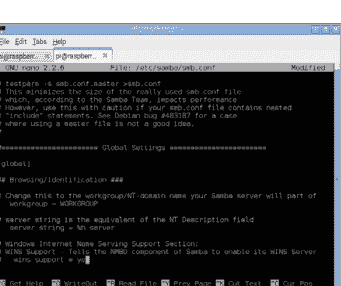 File Edit Tabs Help
pi@raspberr...
GNU nano 2.2.6 File: /etc/samba/smb.conf Modified
# testparm -s smb.conf.master >smb.conf
# This minimizes the size of the really used smb.conf file
# which, according to the Samba Team, impacts performance
# However, use this with caution if your smb.conf file contains nested
# "include" statements. See Debian bug #483187 for a case
# where using a master file is not a good idea.
#
#======================= Global Settings =======================
[global]
## Browsing/Identification ###
# Change this to the workgroup/NT-domain name your Samba server will part of
workgroup = WORKGROUP
# server string is the equivalent of the NT Description field
server string = %h server
# Windows Internet Name Serving Support Section:
# WINS Support - Tells the NMBD component of Samba to enable its WINS Server
# wins support =
^G Get Help ^O WriteOut ^R Read File ^Y Prev Page ^K Cut Text ^C Cur Pos